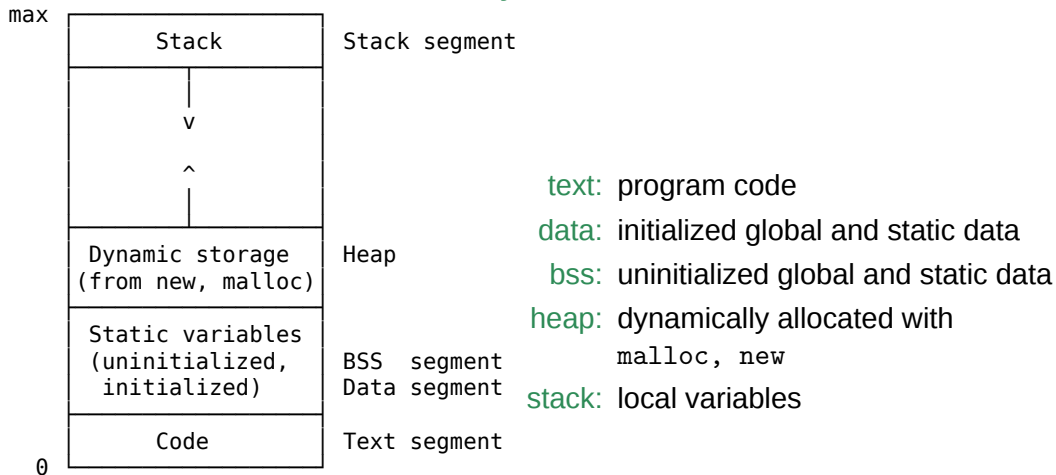 max
Stack Stack segment
v
^
Dynamic storage Heap
(from new, malloc)
Static variables
(uninitialized, BSS segment
initialized) Data segment
Code Text segment
0
text: program code
data: initialized global and static data
bss: uninitialized global and static data
heap: dynamically allocated with
malloc, new
stack: local variables